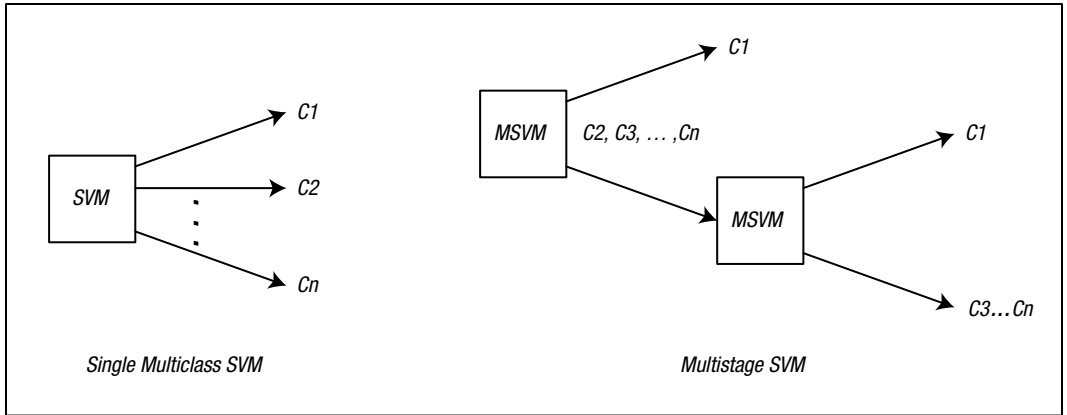 SVM
C1
C2
Cn
Single Multiclass SVM
MSVM
C1
C2, C3, ... ,Cn
MSVM
C1
C3...Cn
Multistage SVM